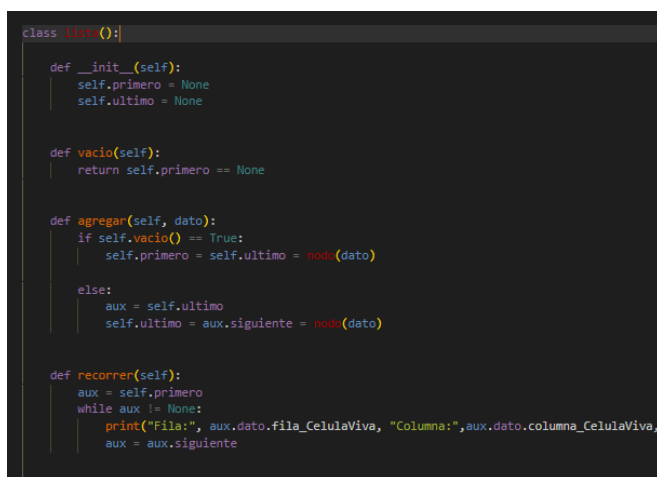 class lista():
def __init__(self):
self.primero = None
self.ultimo = None
def vacio(self):
return self.primero == None
def agregar(self, dato):
if self.vacio() == True:
self.primero = self.ultimo = nodo(dato)
else:
aux = self.ultimo
self.ultimo = aux.siguiente = nodo(dato)
def recorrer(self):
aux = self.primero
while aux != None:
print("Fila:", aux.dato.fila_CelulaViva, "Columna:",aux.dato.columna_CelulaViva,
aux = aux.siguiente